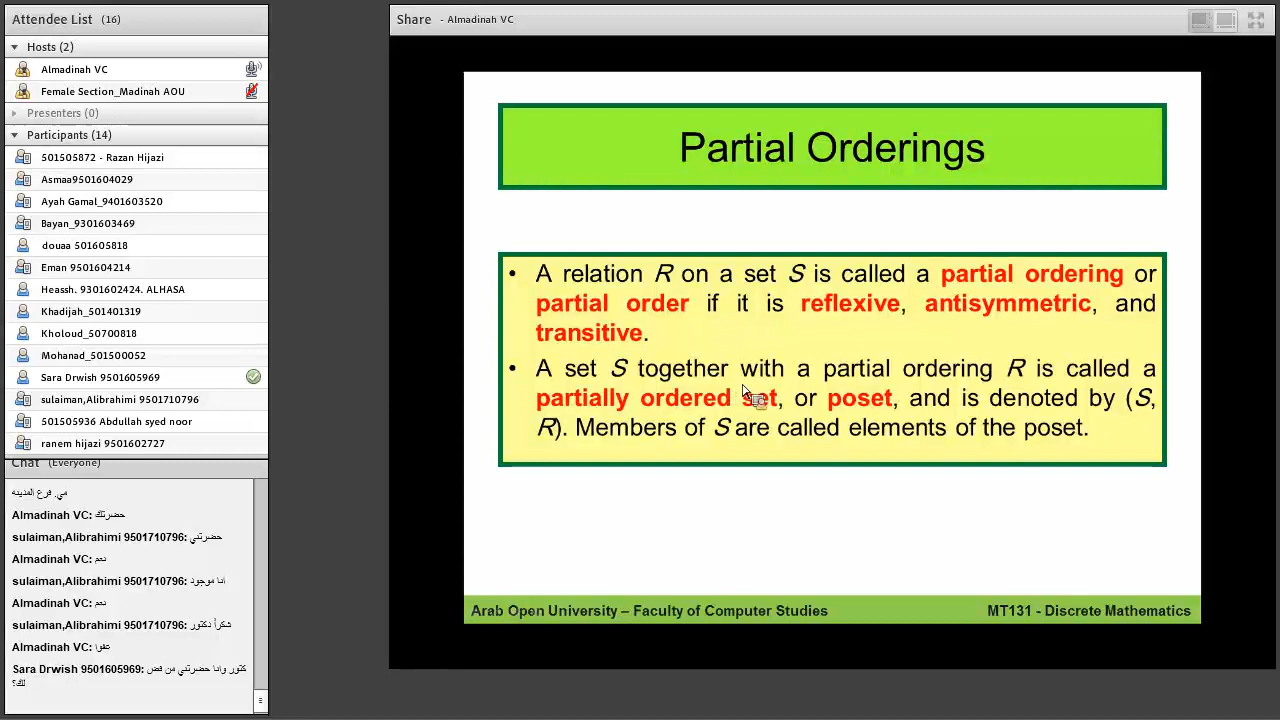 Attendee List (16)
Hosts (2)
Almadinah VC
Female Section_Madinah AOU
Presenters (0)
Participants (14)
501505872 - Razan Hijazi
Asmaa9501604029
Ayah Gamal_9401603520
Bayan_9301603469
douaa 501605818
Eman 9501604214
Heassh. 9301602424. ALHASA
Khadijah_501401319
Kholoud_50700818
Mohanad_501500052
Sara Drwish 9501605969
sulaiman,Alibrahimi 9501710796
501505936 Abdullah syed noor
ranem hijazi 9501602727
Chat (Everyone)
مي. فرع المدينه
Almadinah VC: حضرتك
sulaiman,Alibrahimi 9501710796: حضرتني
Almadinah VC: نعم
sulaiman,Alibrahimi 9501710796: انا موجود
Almadinah VC: نعم
sulaiman,Alibrahimi 9501710796: شكراً دكتور
Almadinah VC: عفوا
Sara Drwish 9501605969: كتور وانا حضرتني من فض
لك؟
Share - Almadinah VC
Partial Orderings
• A relation R on a set S is called a partial ordering or
partial order if it is reflexive, antisymmetric, and
transitive.
• A set S together with a partial ordering R is called a
partially ordered set, or poset, and is denoted by (S,
R). Members of S are called elements of the poset.
Arab Open University – Faculty of Computer Studies
MT131 - Discrete Mathematics